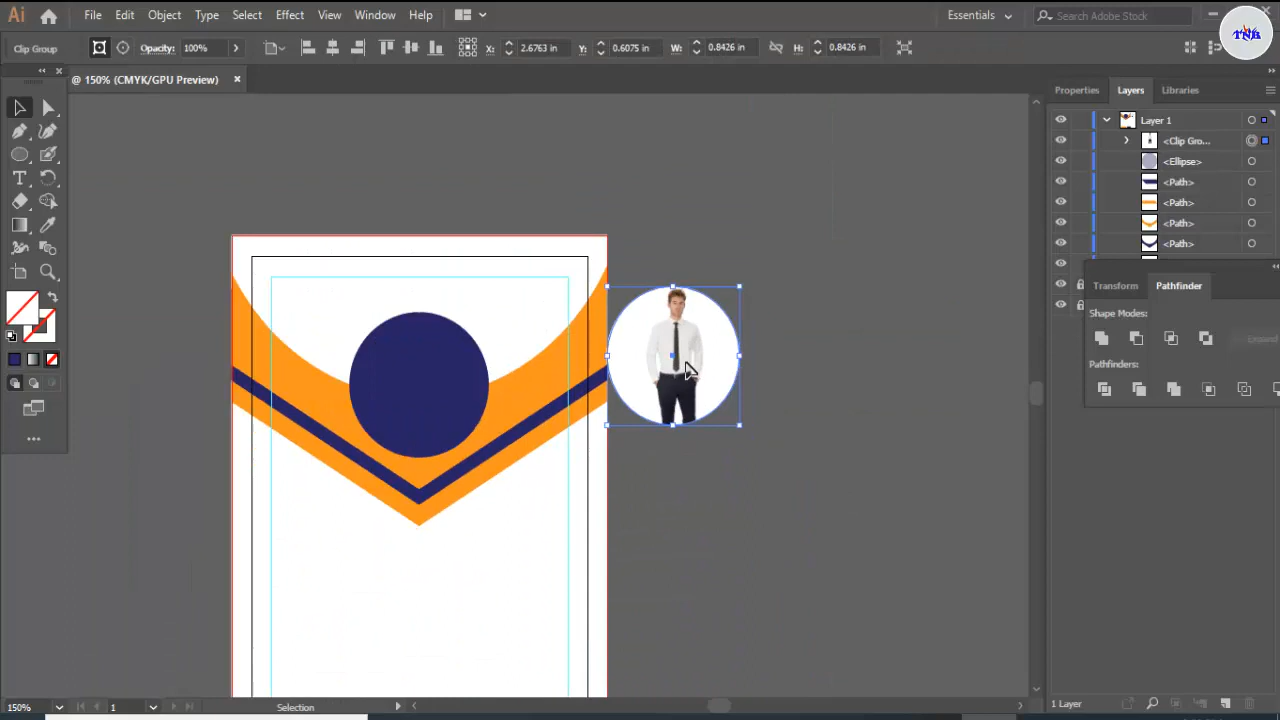 Ai File Edit Object Type Select Effect View Window Help Essentials Search Adobe Stock
TNK
Clip Group Opacity: 100% X: 2.6763 in Y: 0.6075 in W: 0.8426 in H: 0.8426 in
@ 150% (CMYK/GPU Preview) ×
Properties Layers Libraries
Layer 1
<Clip Gro...
<Ellipse>
<Path>
<Path>
<Path>
<Path>
Transform Pathfinder
Shape Modes:
Expand
Pathfinders:
150% 1 Selection 1 Layer